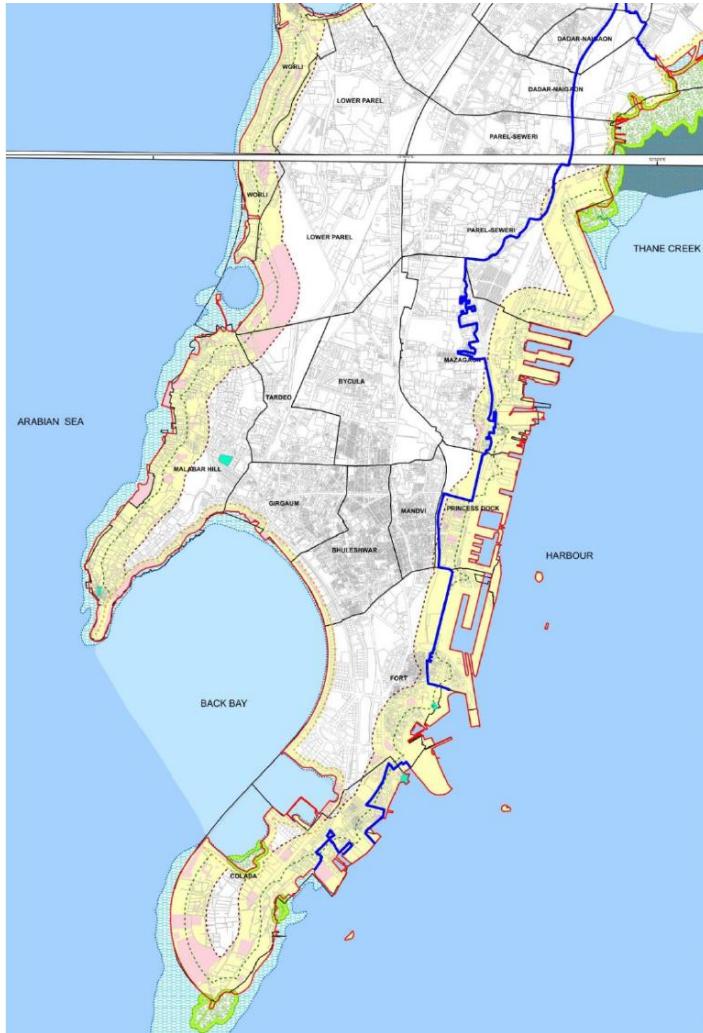 DADAR-NAIGAON
WORLI
DADAR-NAIGAON
LOWER PAREL
PAREL-SEWERI
WORLI
PAREL-SEWERI
LOWER PAREL
THANE CREEK
MAZAGAON
BYCULA
TARDEO
ARABIAN SEA
MALABAR HILL
GIRGAUM
PRINCESS DOCK
MANDVI
BHULESHWAR
HARBOUR
FORT
BACK BAY
COLABA